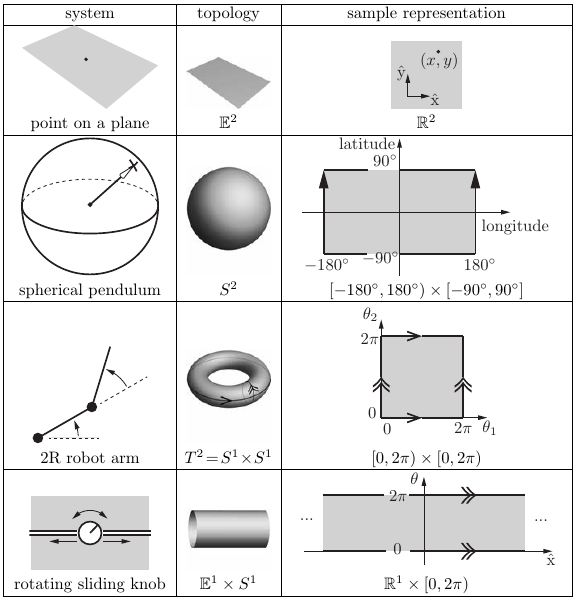 system topology sample representation
(x, y)
ŷ
x̂
point on a plane 𝔼² ℝ²
latitude
90°
longitude
−180° −90° 180°
spherical pendulum S² [−180°, 180°) × [−90°, 90°]
θ₂
2π
0
0 2π θ₁
2R robot arm T² = S¹ × S¹ [0, 2π) × [0, 2π)
θ
2π
... ...
0
x̂
rotating sliding knob 𝔼¹ × S¹ ℝ¹ × [0, 2π)